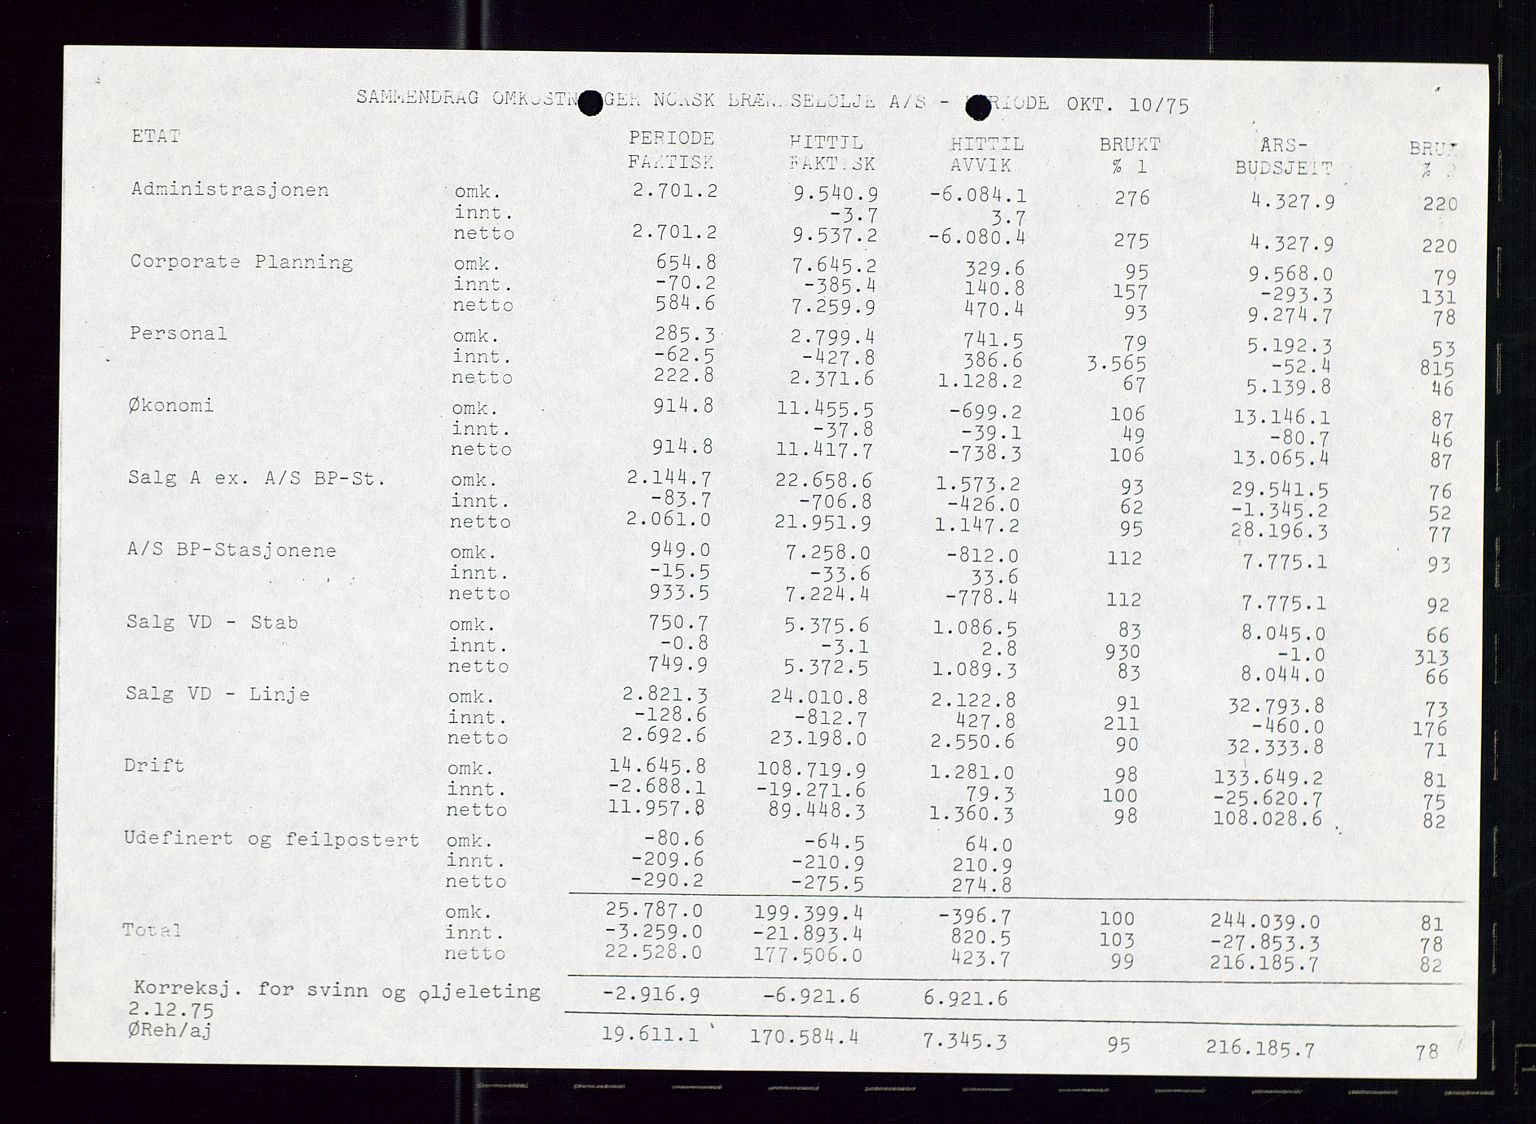 SAMMENDRAG OMKOSTN GER NORSK BRÆNDSELOLJE A/S - PERIODE OKT. 10/75
ETAT PERIODE HITTIL HITTIL BRUKT ÅRS- BRUKT
FAKTISK FAKTISK AVVIK % 1 BUDSJETT %
Administrasjonen omk. 2.701.2 9.540.9 -6.084.1 276 4.327.9 220
innt. -3.7 3.7
netto 2.701.2 9.537.2 -6.080.4 275 4.327.9 220
Corporate Planning omk. 654.8 7.645.2 329.6 95 9.568.0 79
innt. -70.2 -385.4 140.8 157 -293.3 131
netto 584.6 7.259.9 470.4 93 9.274.7 78
Personal omk. 285.3 2.799.4 741.5 79 5.192.3 53
innt. -62.5 -427.8 386.6 3.565 -52.4 815
netto 222.8 2.371.6 1.128.2 67 5.139.8 46
Økonomi omk. 914.8 11.455.5 -699.2 106 13.146.1 87
innt. -37.8 -39.1 49 -80.7 46
netto 914.8 11.417.7 -738.3 106 13.065.4 87
Salg A ex. A/S BP-St. omk. 2.144.7 22.658.6 1.573.2 93 29.541.5 76
innt. -83.7 -706.8 -426.0 62 -1.345.2 52
netto 2.061.0 21.951.9 1.147.2 95 28.196.3 77
A/S BP-Stasjonene omk. 949.0 7.258.0 -812.0 112 7.775.1 93
innt. -15.5 -33.6 33.6
netto 933.5 7.224.4 -778.4 112 7.775.1 92
Salg VD - Stab omk. 750.7 5.375.6 1.086.5 83 8.045.0 66
innt. -0.8 -3.1 2.8 930 -1.0 313
netto 749.9 5.372.5 1.089.3 83 8.044.0 66
Salg VD - Linje omk. 2.821.3 24.010.8 2.122.8 91 32.793.8 73
innt. -128.6 -812.7 427.8 211 -460.0 176
netto 2.692.6 23.198.0 2.550.6 90 32.333.8 71
Drift omk. 14.645.8 108.719.9 1.281.0 98 133.649.2 81
innt. -2.688.1 -19.271.6 79.3 100 -25.620.7 75
netto 11.957.8 89.448.3 1.360.3 98 108.028.6 82
Udefinert og feilpostert omk. -80.6 -64.5 64.0
innt. -209.6 -210.9 210.9
netto -290.2 -275.5 274.8
omk. 25.787.0 199.399.4 -396.7 100 244.039.0 81
Total innt. -3.259.0 -21.893.4 820.5 103 -27.853.3 78
netto 22.528.0 177.506.0 423.7 99 216.185.7 82
Korreksj. for svinn og oljeleting -2.916.9 -6.921.6 6.921.6
2.12.75
ØReh/aj 19.611.1 170.584.4 7.345.3 95 216.185.7 78